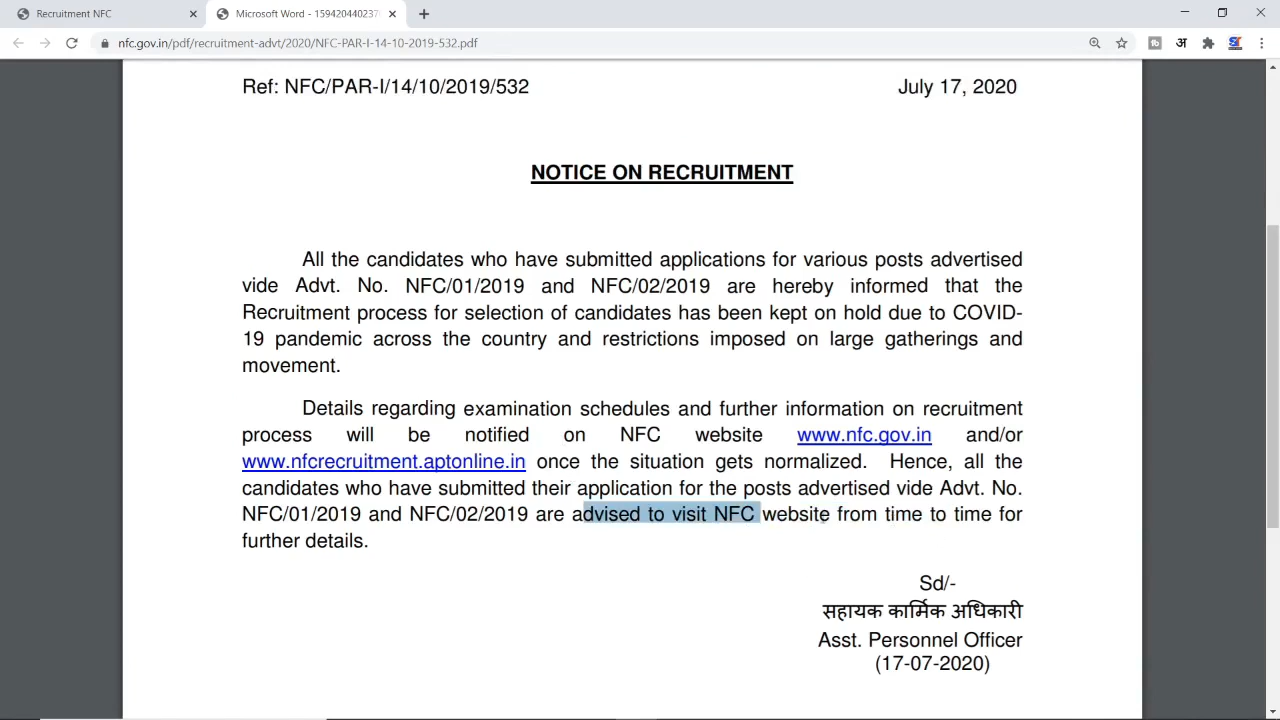 Recruitment NFC
Microsoft Word - 159420440237
nfc.gov.in/pdf/recruitment-advt/2020/NFC-PAR-I-14-10-2019-532.pdf
अ
Ref: NFC/PAR-I/14/10/2019/532 July 17, 2020
NOTICE ON RECRUITMENT
All the candidates who have submitted applications for various posts advertised
vide Advt. No. NFC/01/2019 and NFC/02/2019 are hereby informed that the
Recruitment process for selection of candidates has been kept on hold due to COVID-
19 pandemic across the country and restrictions imposed on large gatherings and
movement.
Details regarding examination schedules and further information on recruitment
process will be notified on NFC website www.nfc.gov.in and/or
www.nfcrecruitment.aptonline.in once the situation gets normalized. Hence, all the
candidates who have submitted their application for the posts advertised vide Advt. No.
NFC/01/2019 and NFC/02/2019 are advised to visit NFC website from time to time for
further details.
Sd/-
सहायक कार्मिक अधिकारी
Asst. Personnel Officer
(17-07-2020)